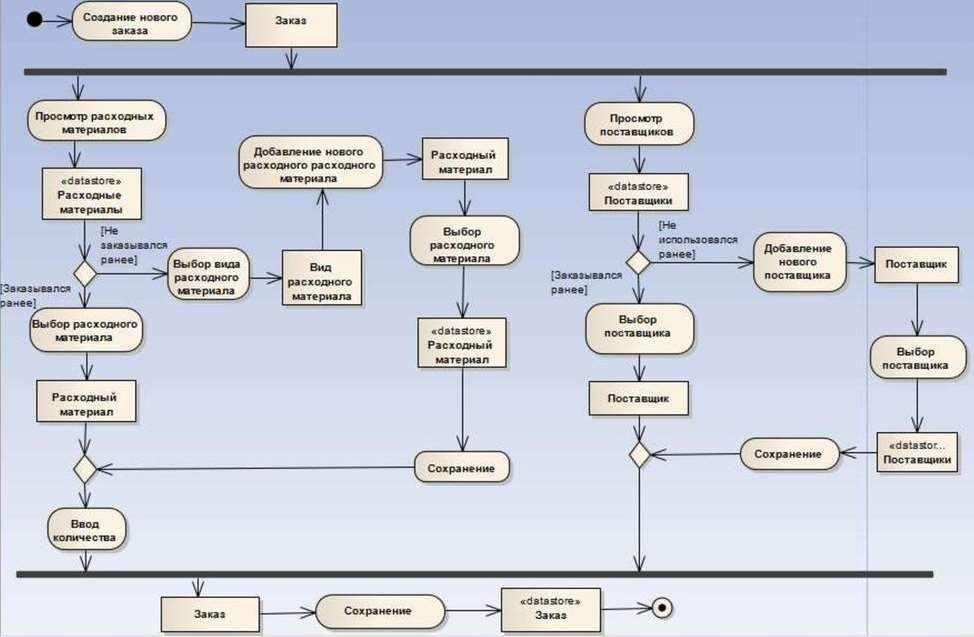 Создание нового
заказа
Заказ
Просмотр расходных
материалов
«datastore»
Расходные
материалы
[Не
заказывался
ранее]
[Заказывался
ранее]
Выбор вида
расходного
материала
Вид
расходного
материала
Добавление нового
расходного расходного
материала
Расходный
материал
Выбор
расходного
материала
«datastore»
Расходный
материал
Сохранение
Выбор расходного
материала
Расходный
материал
Ввод
количества
Просмотр
поставщиков
«datastore»
Поставщики
[Не
использовался
ранее]
[Заказывался
ранее]
Добавление
нового
поставщика
Поставщик
Выбор
поставщика
«datastor...
Поставщики
Сохранение
Выбор
поставщика
Поставщик
Заказ
Сохранение
«datastore»
Заказ